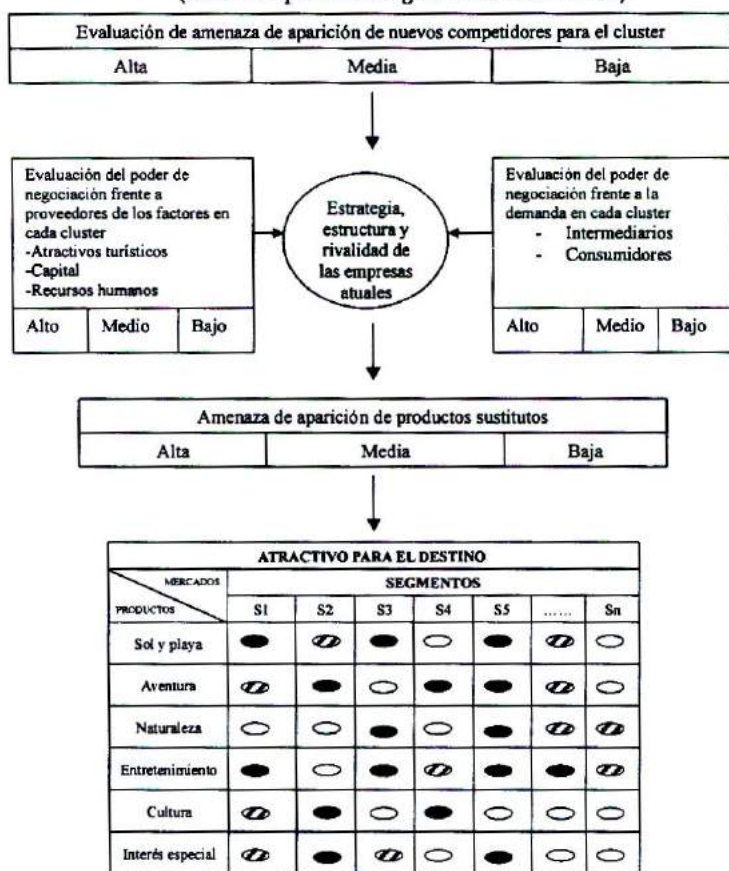 Evaluación de amenaza de aparición de nuevos competidores para el cluster
Alta Media Baja
Evaluación del poder de
negociación frente a
proveedores de los factores en
cada cluster
-Atractivos turísticos
-Capital
-Recursos humanos
Alto Medio Bajo
Estrategia,
estructura y
rivalidad de
las empresas
atuales
Evaluación del poder de
negociación frente a la
demanda en cada cluster
- Intermediarios
- Consumidores
Alto Medio Bajo
Amenaza de aparición de productos sustitutos
Alta Media Baja
ATRACTIVO PARA EL DESTINO
MERCADOS SEGMENTOS
PRODUCTOS S1 S2 S3 S4 S5 ...... Sn
Sol y playa
Aventura
Naturaleza
Entretenimiento
Cultura
Interés especial